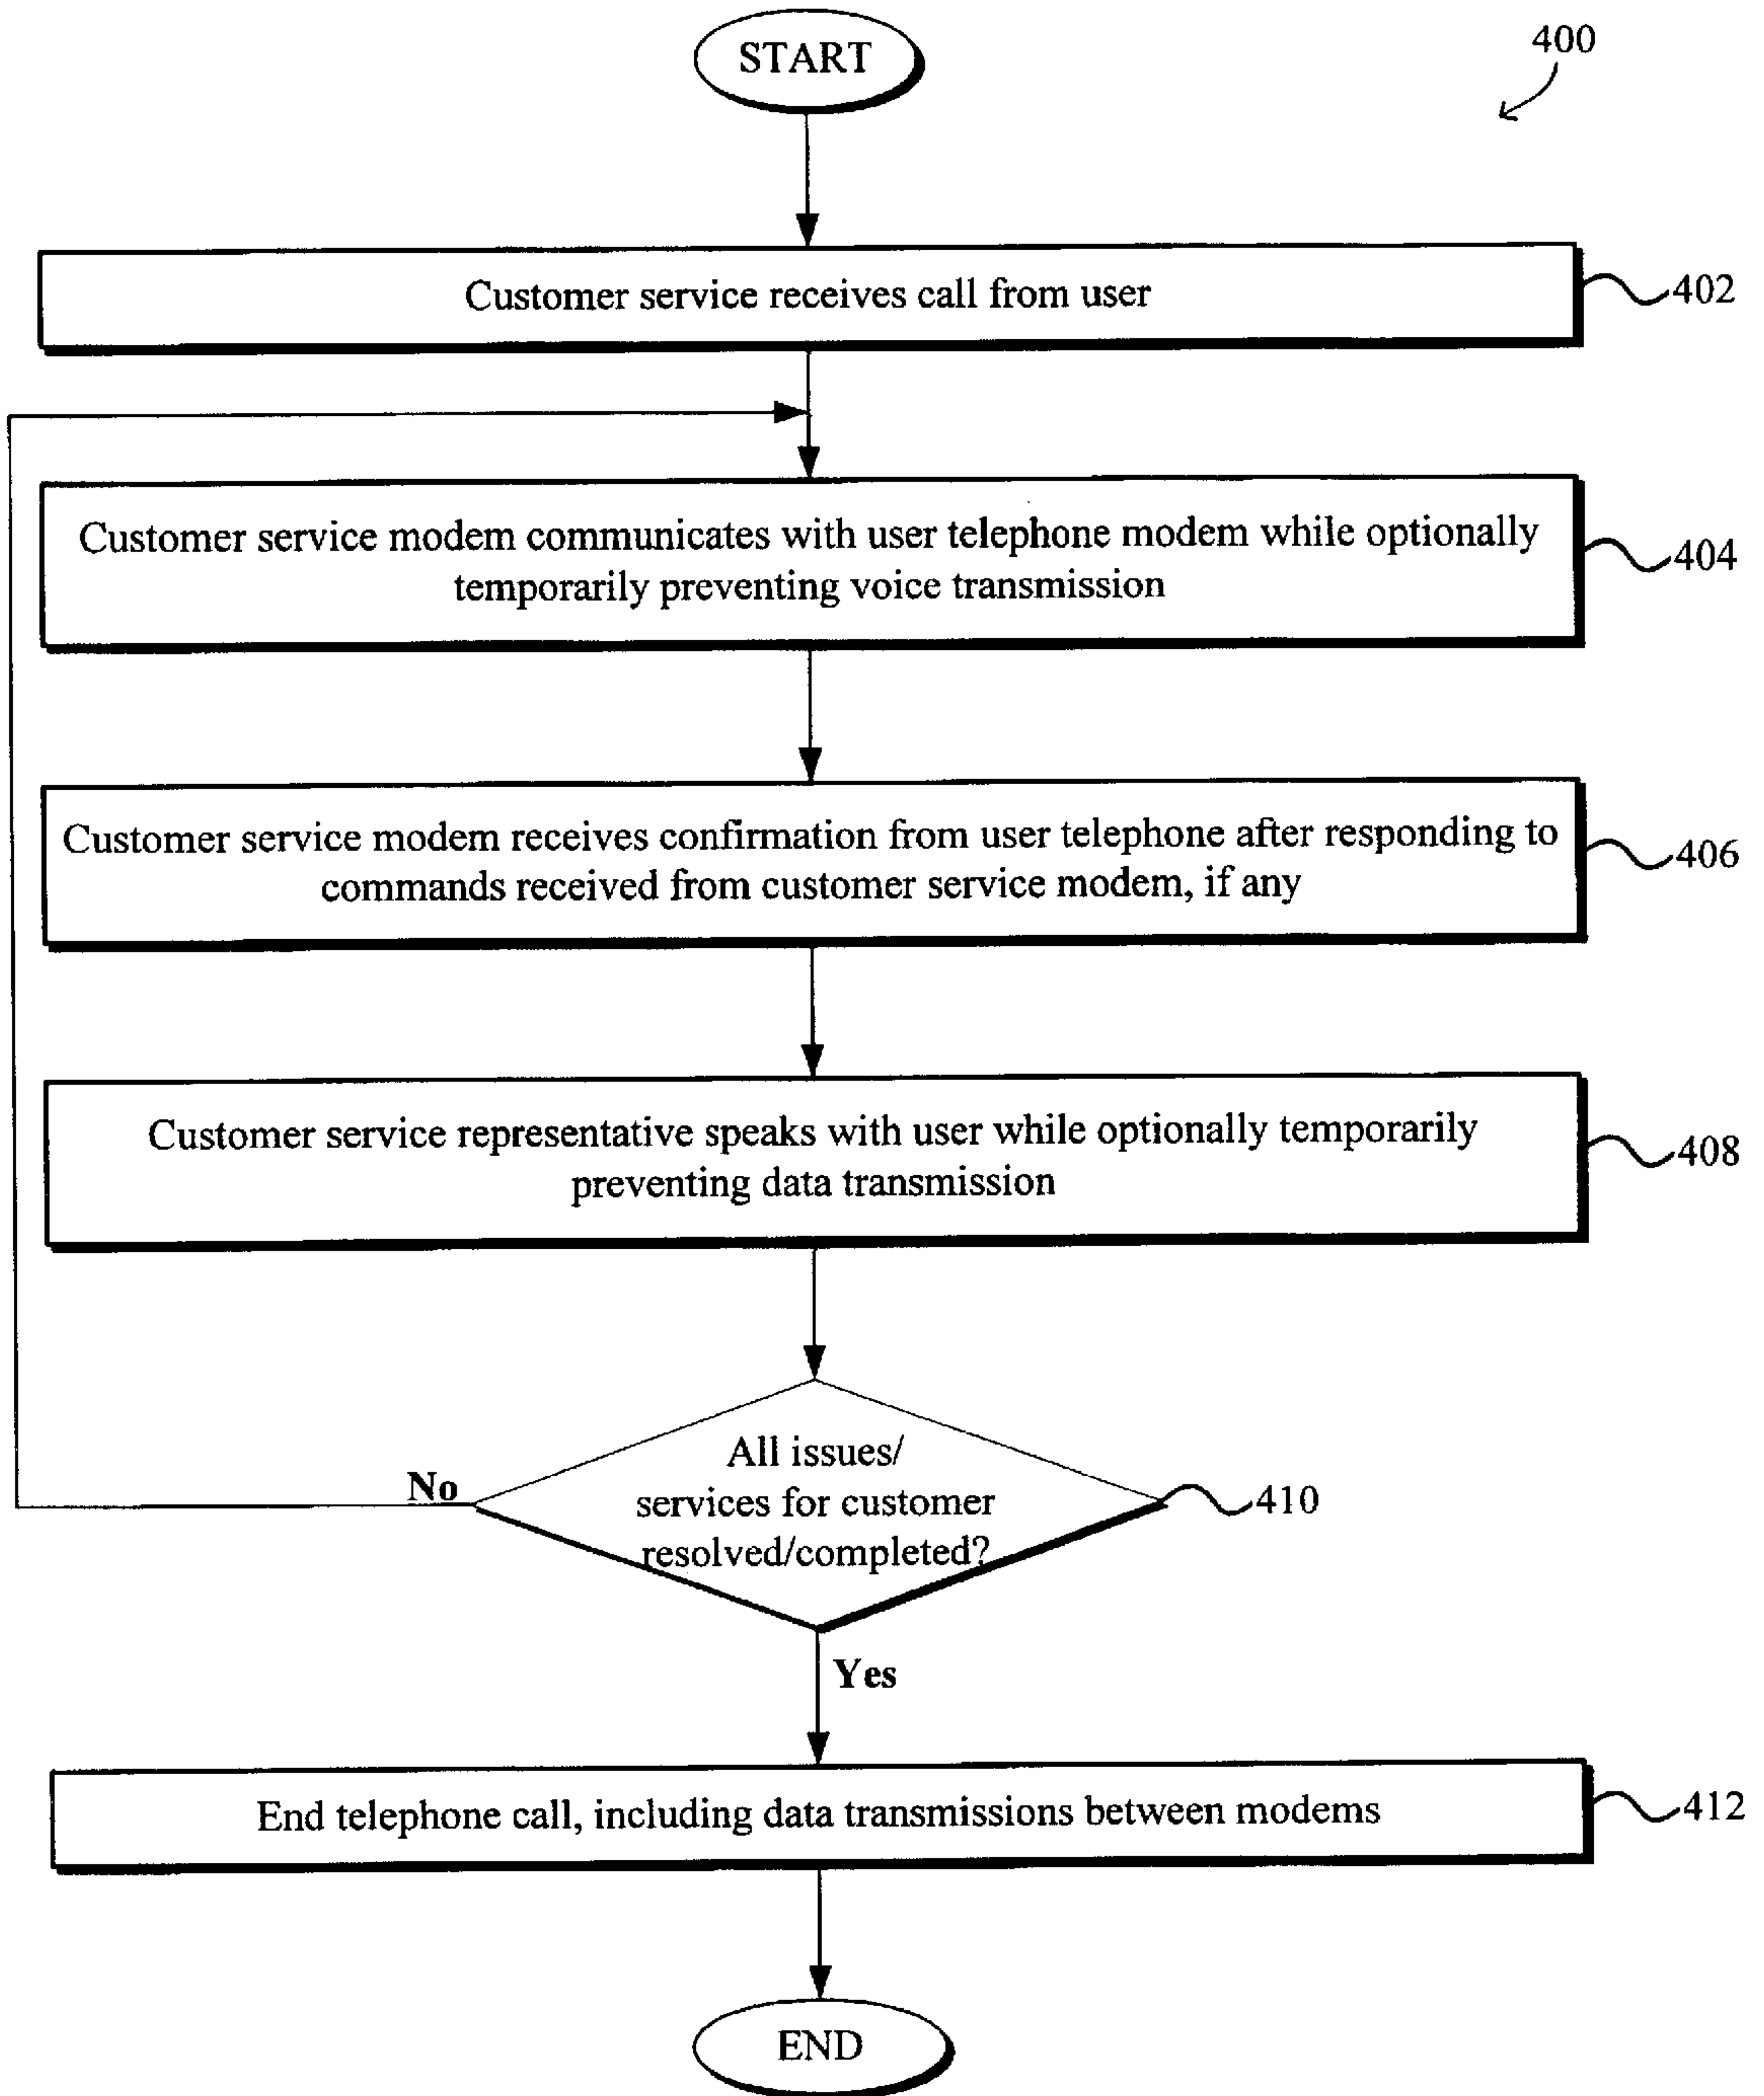 START
400
Customer service receives call from user
402
Customer service modem communicates with user telephone modem while optionally
temporarily preventing voice transmission
404
Customer service modem receives confirmation from user telephone after responding to
commands received from customer service modem, if any
406
Customer service representative speaks with user while optionally temporarily
preventing data transmission
408
All issues/
services for customer
resolved/completed?
No
410
Yes
End telephone call, including data transmissions between modems
412
END